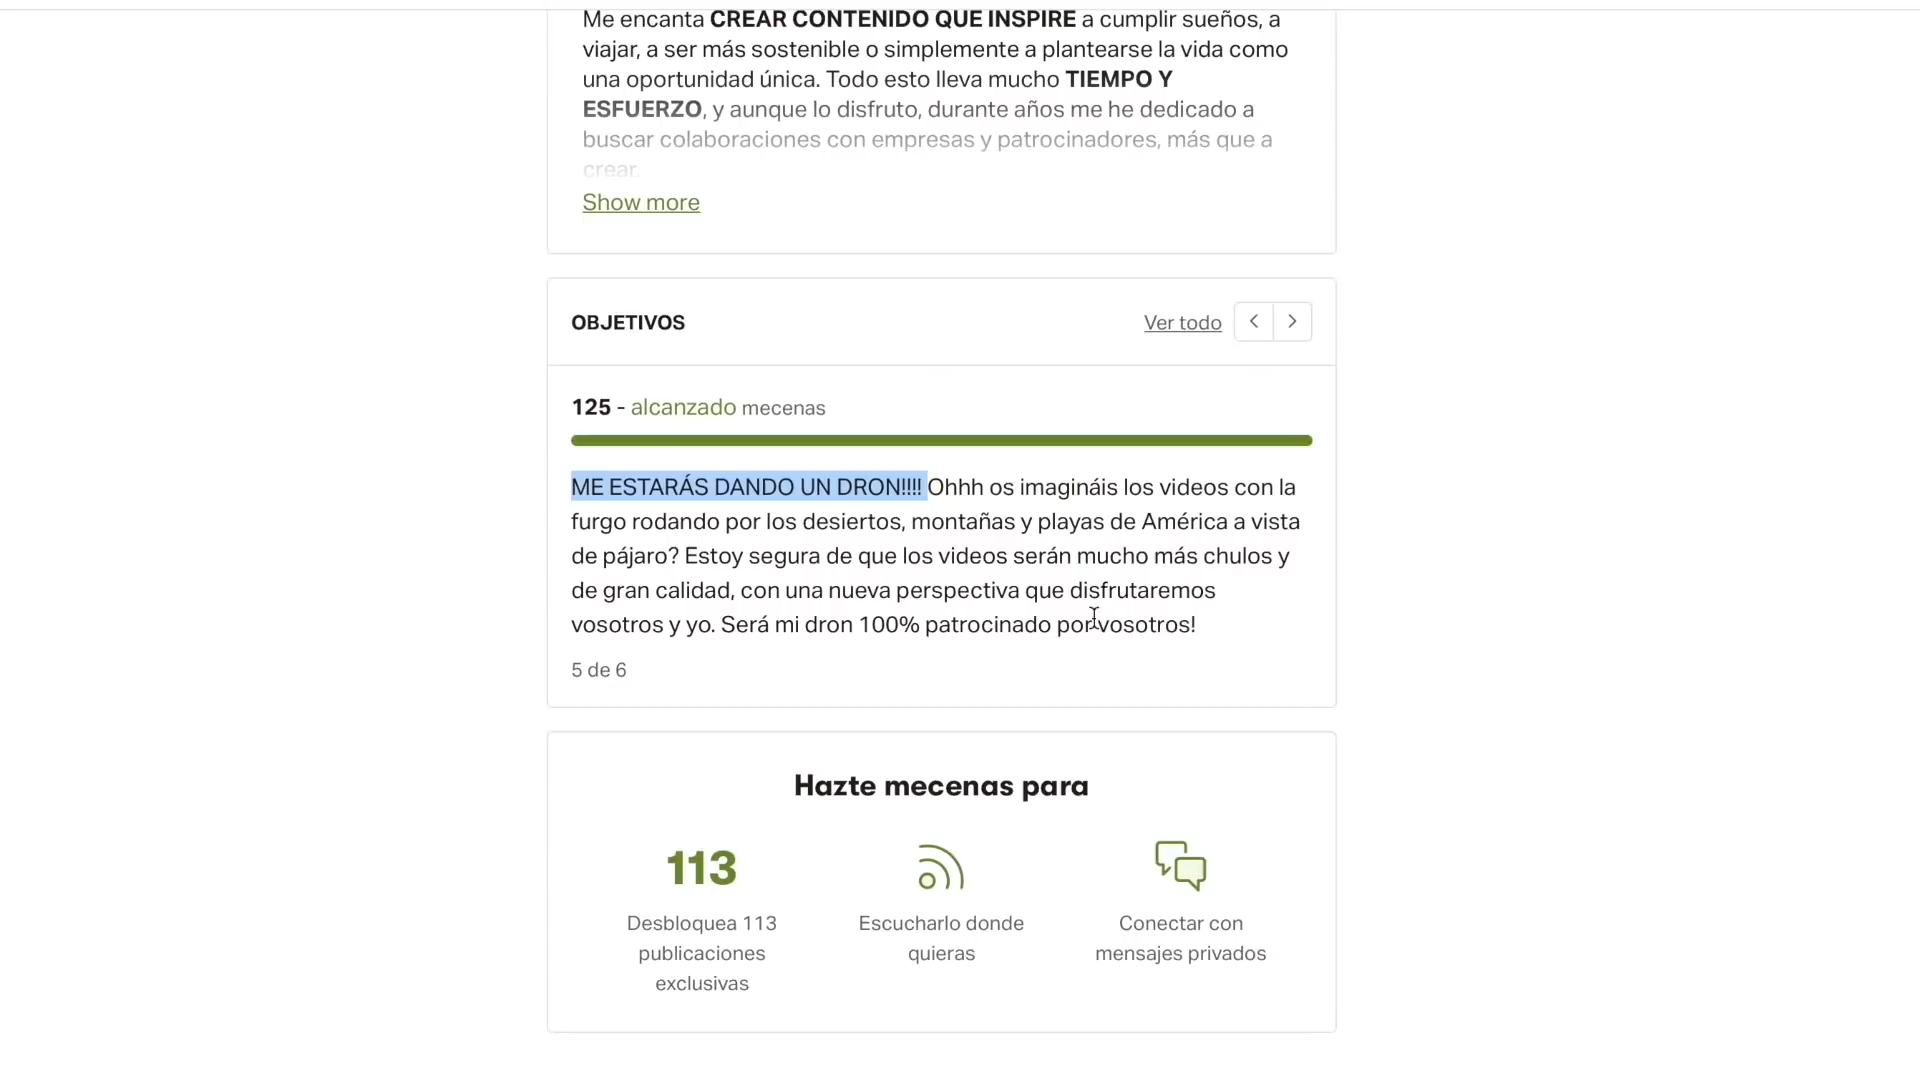 Me encanta CREAR CONTENIDO QUE INSPIRE a cumplir sueños, a
viajar, a ser más sostenible o simplemente a plantearse la vida como
una oportunidad única. Todo esto lleva mucho TIEMPO Y
ESFUERZO, y aunque lo disfruto, durante años me he dedicado a
buscar colaboraciones con empresas y patrocinadores, más que a
crear.
Show more
OBJETIVOS
Ver todo
125 - alcanzado mecenas
ME ESTARÁS DANDO UN DRON!!!! Ohhh os imagináis los videos con la
furgo rodando por los desiertos, montañas y playas de América a vista
de pájaro? Estoy segura de que los videos serán mucho más chulos y
de gran calidad, con una nueva perspectiva que disfrutaremos
vosotros y yo. Será mi dron 100% patrocinado por vosotros!
5 de 6
Hazte mecenas para
113
Desbloquea 113
publicaciones
exclusivas
Escucharlo donde
quieras
Conectar con
mensajes privados